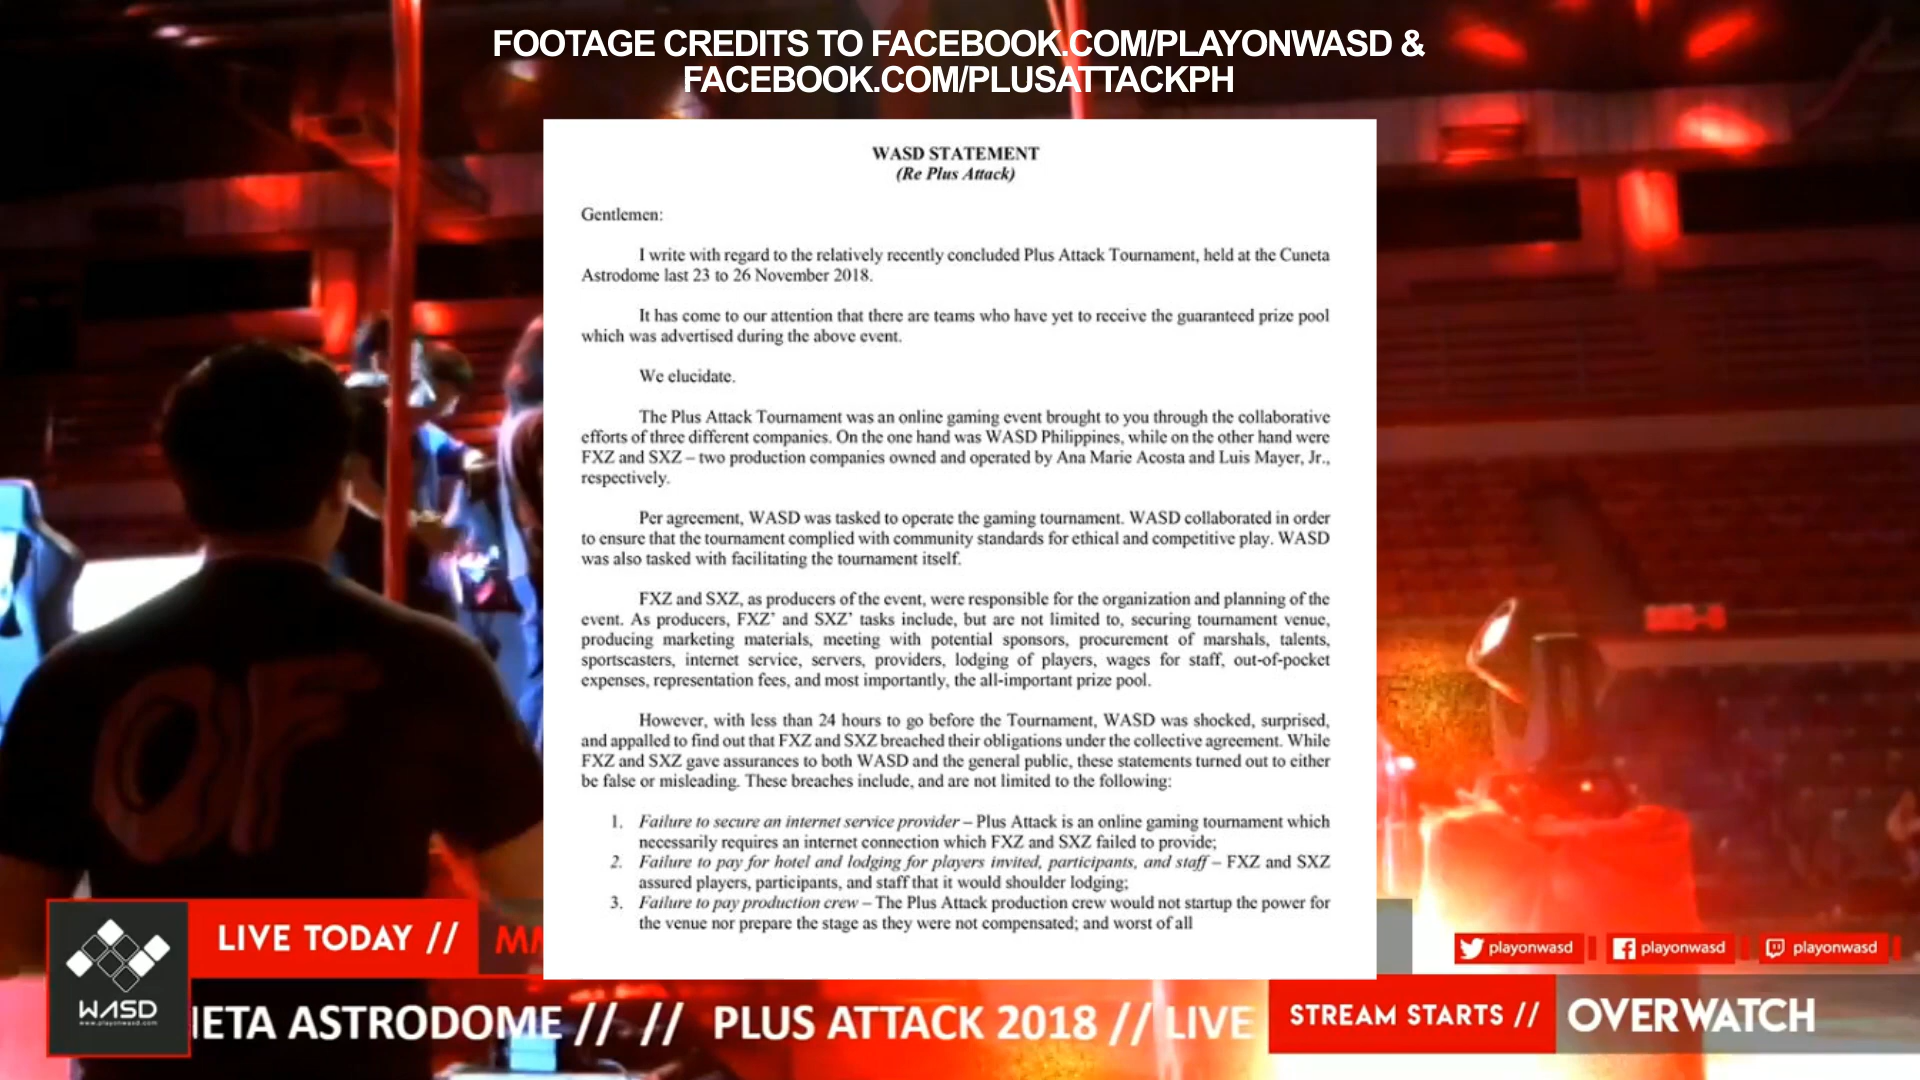 FOOTAGE CREDITS TO FACEBOOK.COM/PLAYONWASD &
FACEBOOK.COM/PLUSATTACKPH
WASD STATEMENT
(Re Plus Attack)
Gentlemen:
I write with regard to the relatively recently concluded Plus Attack Tournament, held at the Cuneta
Astrodome last 23 to 26 November 2018.
It has come to our attention that there are teams who have yet to receive the guaranteed prize pool
which was advertised during the above event.
We elucidate.
The Plus Attack Tournament was an online gaming event brought to you through the collaborative
efforts of three different companies. On the one hand was WASD Philippines, while on the other hand were
FXZ and SXZ – two production companies owned and operated by Ana Marie Acosta and Luis Mayer, Jr.,
respectively.
Per agreement, WASD was tasked to operate the gaming tournament. WASD collaborated in order
to ensure that the tournament complied with community standards for ethical and competitive play. WASD
was also tasked with facilitating the tournament itself.
FXZ and SXZ, as producers of the event, were responsible for the organization and planning of the
event. As producers, FXZ' and SXZ' tasks include, but are not limited to, securing tournament venue,
producing marketing materials, meeting with potential sponsors, procurement of marshals, talents,
sportscasters, internet service, servers, providers, lodging of players, wages for staff, out-of-pocket
expenses, representation fees, and most importantly, the all-important prize pool.
However, with less than 24 hours to go before the Tournament, WASD was shocked, surprised,
and appalled to find out that FXZ and SXZ breached their obligations under the collective agreement. While
FXZ and SXZ gave assurances to both WASD and the general public, these statements turned out to either
be false or misleading. These breaches include, and are not limited to the following:
1. Failure to secure an internet service provider – Plus Attack is an online gaming tournament which
necessarily requires an internet connection which FXZ and SXZ failed to provide;
2. Failure to pay for hotel and lodging for players invited, participants, and staff – FXZ and SXZ
assured players, participants, and staff that it would shoulder lodging;
3. Failure to pay production crew – The Plus Attack production crew would not startup the power for
the venue nor prepare the stage as they were not compensated; and worst of all
OF
LIVE TODAY //
playonwasd
playonwasd
playonwasd
WASD
www.playonwasd.com
NETA ASTRODOME // // PLUS ATTACK 2018 // LIVE
STREAM STARTS //
OVERWATCH